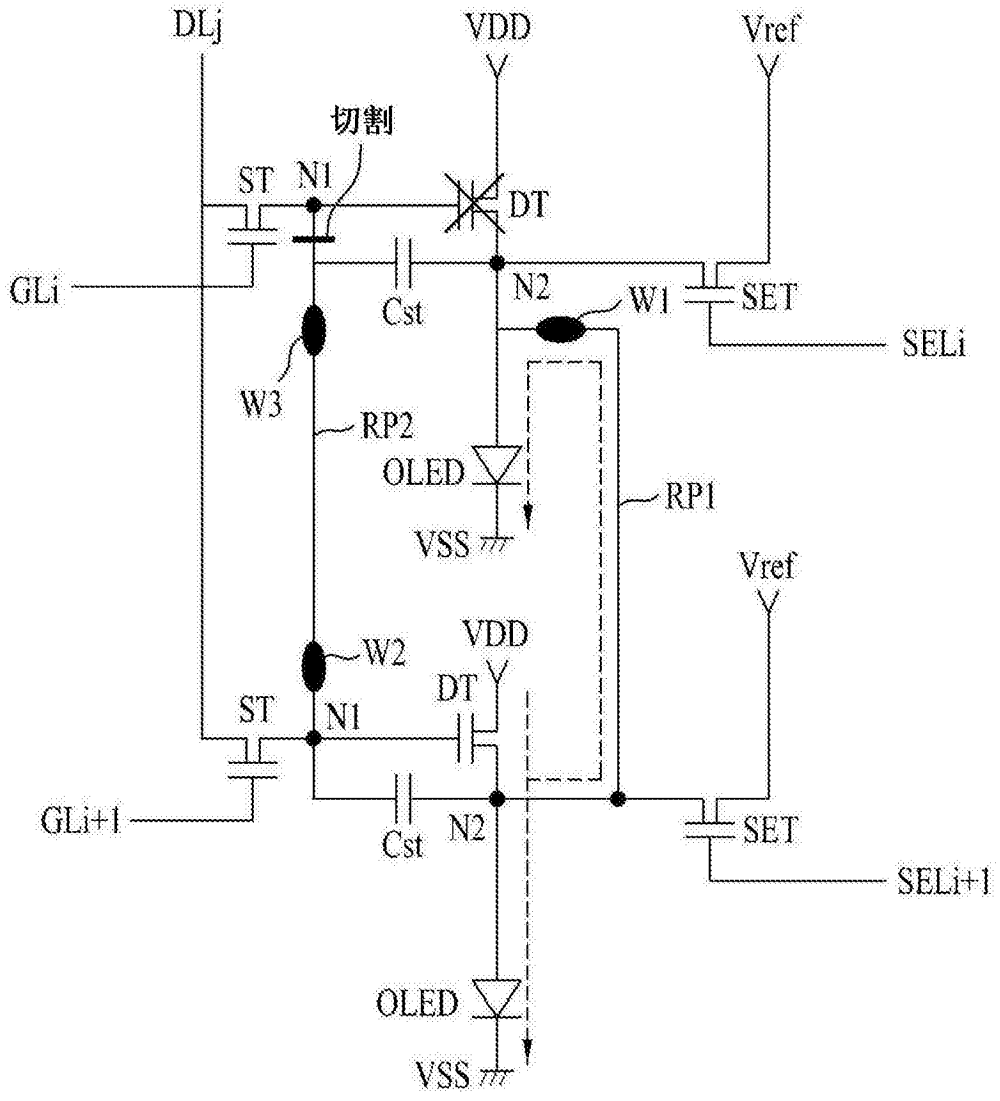 DLj
VDD
Vref
切割
ST
N1
DT
GLi
Cst
N2
SET
W1
SELi
W3
RP2
OLED
RP1
VSS
Vref
VDD
W2
DT
ST
N1
GLi+1
Cst
N2
SET
SELi+1
OLED
VSS